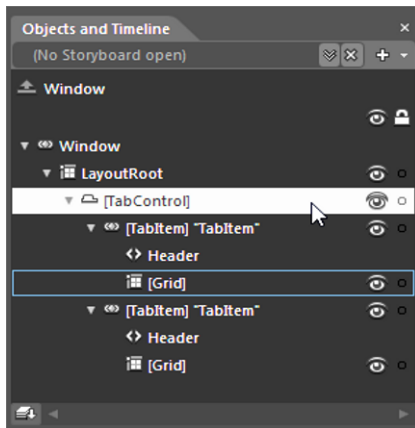 Objects and Timeline
(No Storyboard open)
Window
Window
LayoutRoot
[TabControl]
[TabItem] "TabItem"
Header
[Grid]
[TabItem] "TabItem"
Header
[Grid]